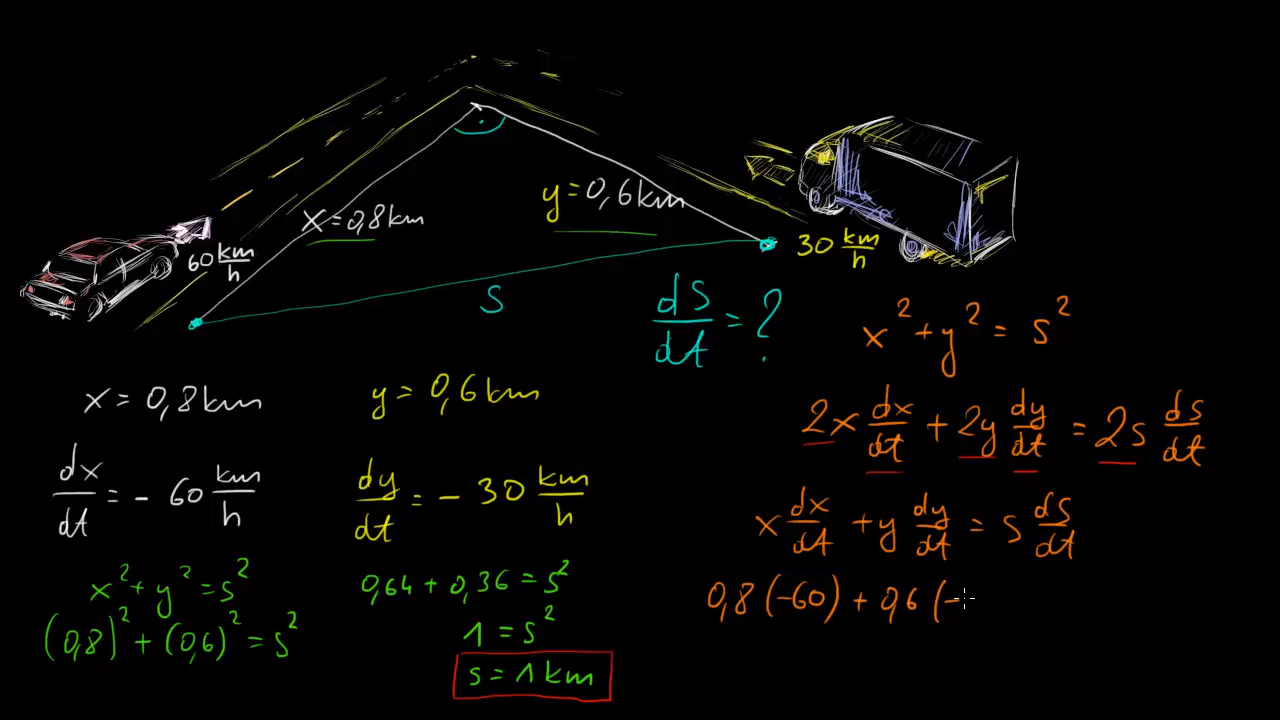 x = 0,8 km
y = 0,6 km
60 km/h
30 km/h
S
dS/dt = ?
x² + y² = s²
x = 0,8 km
y = 0,6 km
2x dx/dt + 2y dy/dt = 2s ds/dt
dx/dt = - 60 km/h
dy/dt = - 30 km/h
x dx/dt + y dy/dt = s ds/dt
x² + y² = s²
0,64 + 0,36 = s²
0,8 (-60) + 0,6 (-
(0,8)² + (0,6)² = s²
1 = s²
s = 1 km